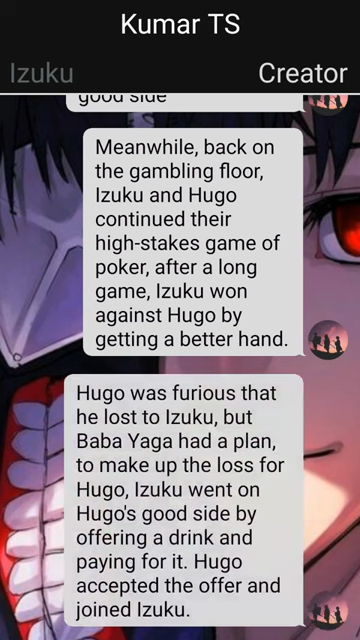 Kumar TS
Izuku
Creator
good side
Meanwhile, back on
the gambling floor,
Izuku and Hugo
continued their
high-stakes game of
poker, after a long
game, Izuku won
against Hugo by
getting a better hand.
Hugo was furious that
he lost to Izuku, but
Baba Yaga had a plan,
to make up the loss for
Hugo, Izuku went on
Hugo's good side by
offering a drink and
paying for it. Hugo
accepted the offer and
joined Izuku.